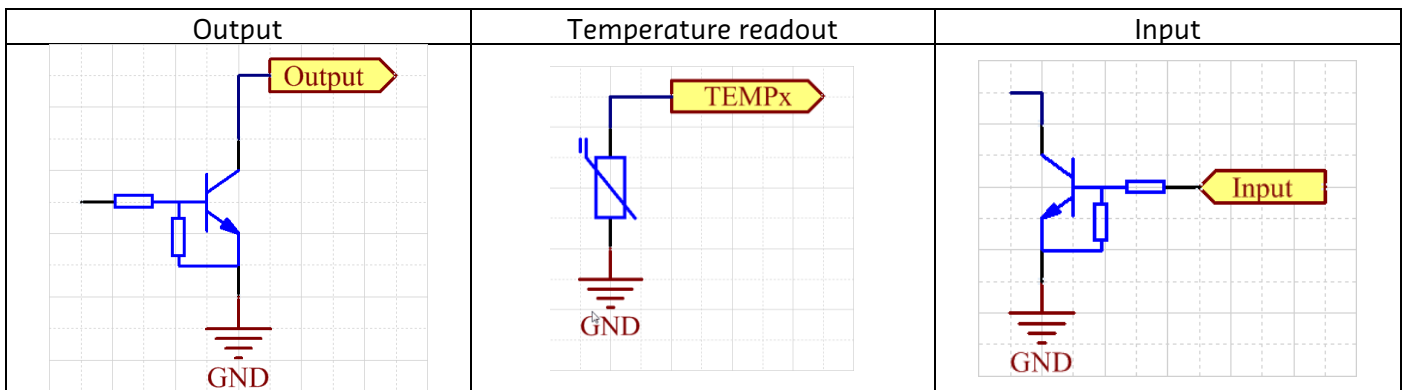 Output
Temperature readout
Input
Output
TEMPx
Input
GND
GND
GND